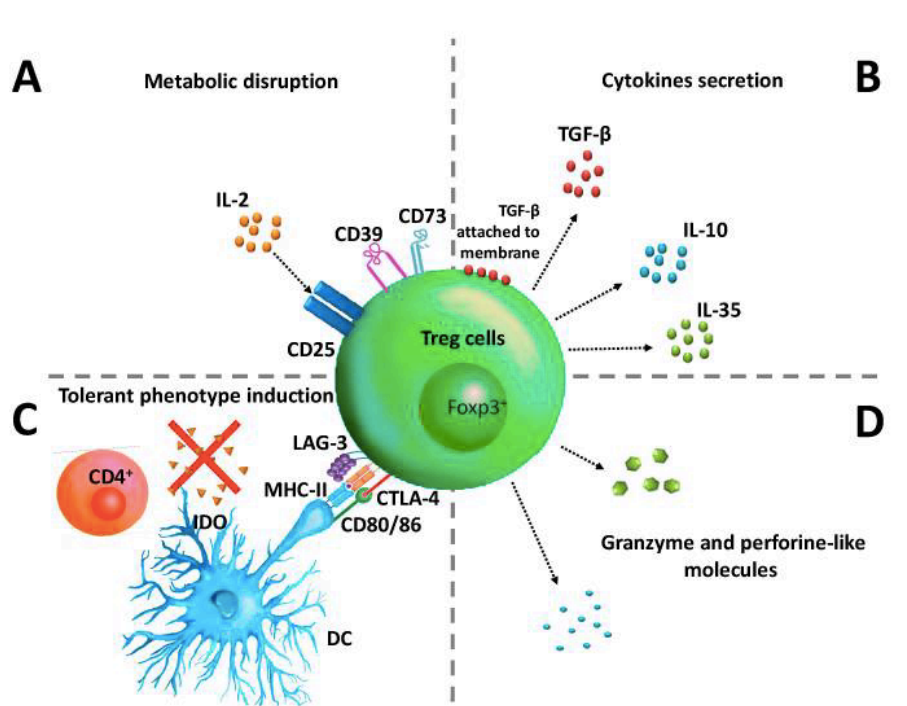 A
Metabolic disruption
IL-2
CD39
CD73
CD25
B
Cytokines secretion
TGF-β
TGF-β
attached to
membrane
IL-10
IL-35
Treg cells
Foxp3⁺
C
Tolerant phenotype induction
CD4⁺
IDO
LAG-3
MHC-II
CTLA-4
CD80/86
DC
D
Granzyme and perforine-like
molecules